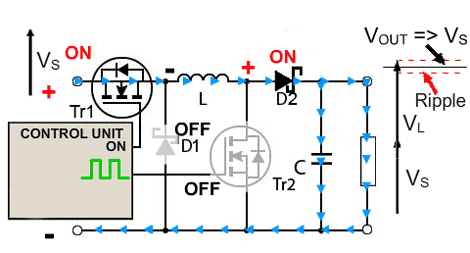 VOUT => VS
ON
VS
+
-
+
ON
L
D2
Ripple
Tr1
VL
CONTROL UNIT
ON
OFF
D1
C
VS
OFF
Tr2
-